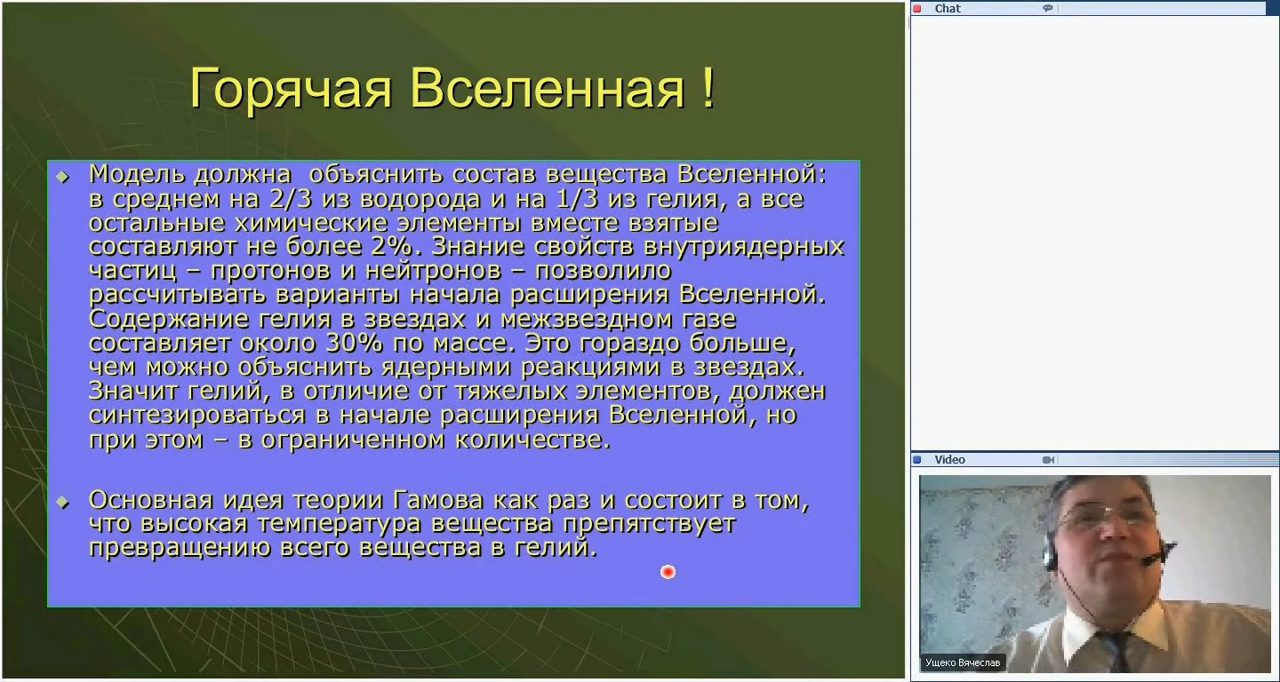 Горячая Вселенная !
Модель должна объяснить состав вещества Вселенной:
в среднем на 2/3 из водорода и на 1/3 из гелия, а все
остальные химические элементы вместе взятые
составляют не более 2%. Знание свойств внутриядерных
частиц – протонов и нейтронов – позволило
рассчитывать варианты начала расширения Вселенной.
Содержание гелия в звездах и межзвездном газе
составляет около 30% по массе. Это гораздо больше,
чем можно объяснить ядерными реакциями в звездах.
Значит гелий, в отличие от тяжелых элементов, должен
синтезироваться в начале расширения Вселенной, но
при этом – в ограниченном количестве.
Основная идея теории Гамова как раз и состоит в том,
что высокая температура вещества препятствует
превращению всего вещества в гелий.
Chat
Video
Ущеко Вячеслав